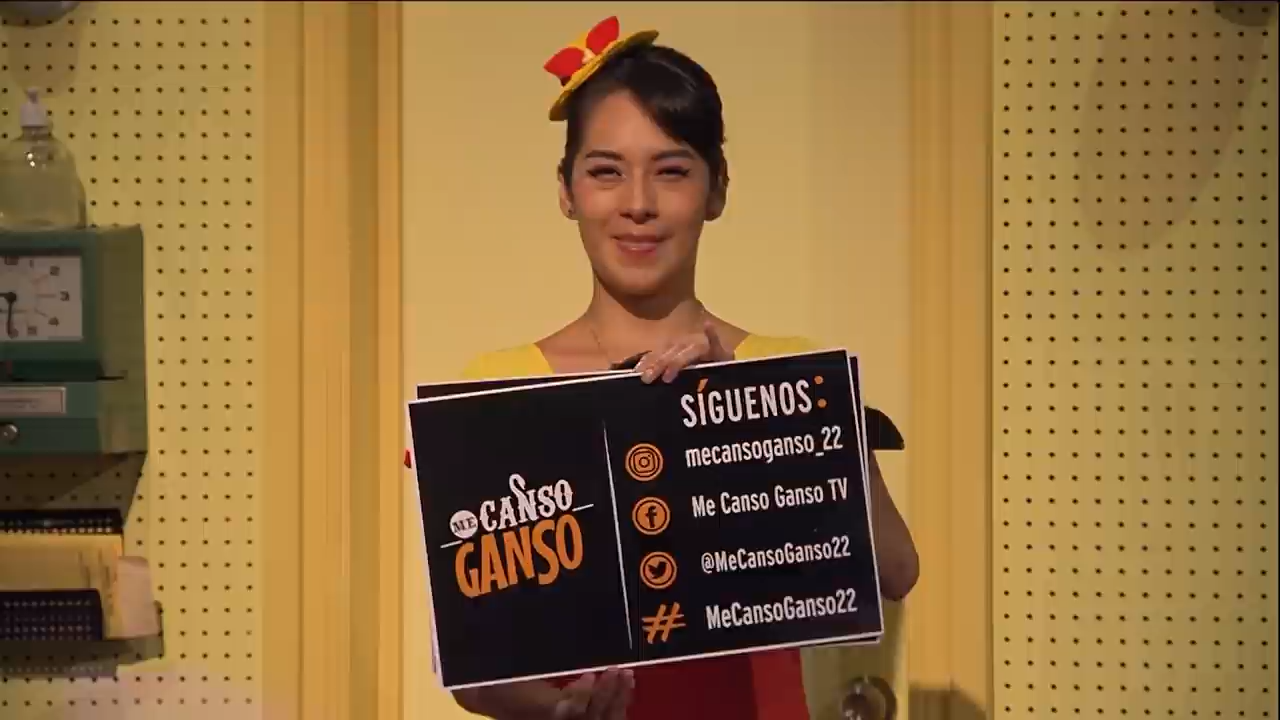 ME CANSO
GANSO
SÍGUENOS:
mecansoganso_22
Me Canso Ganso TV
@MeCansoGanso22
# MeCansoGanso22